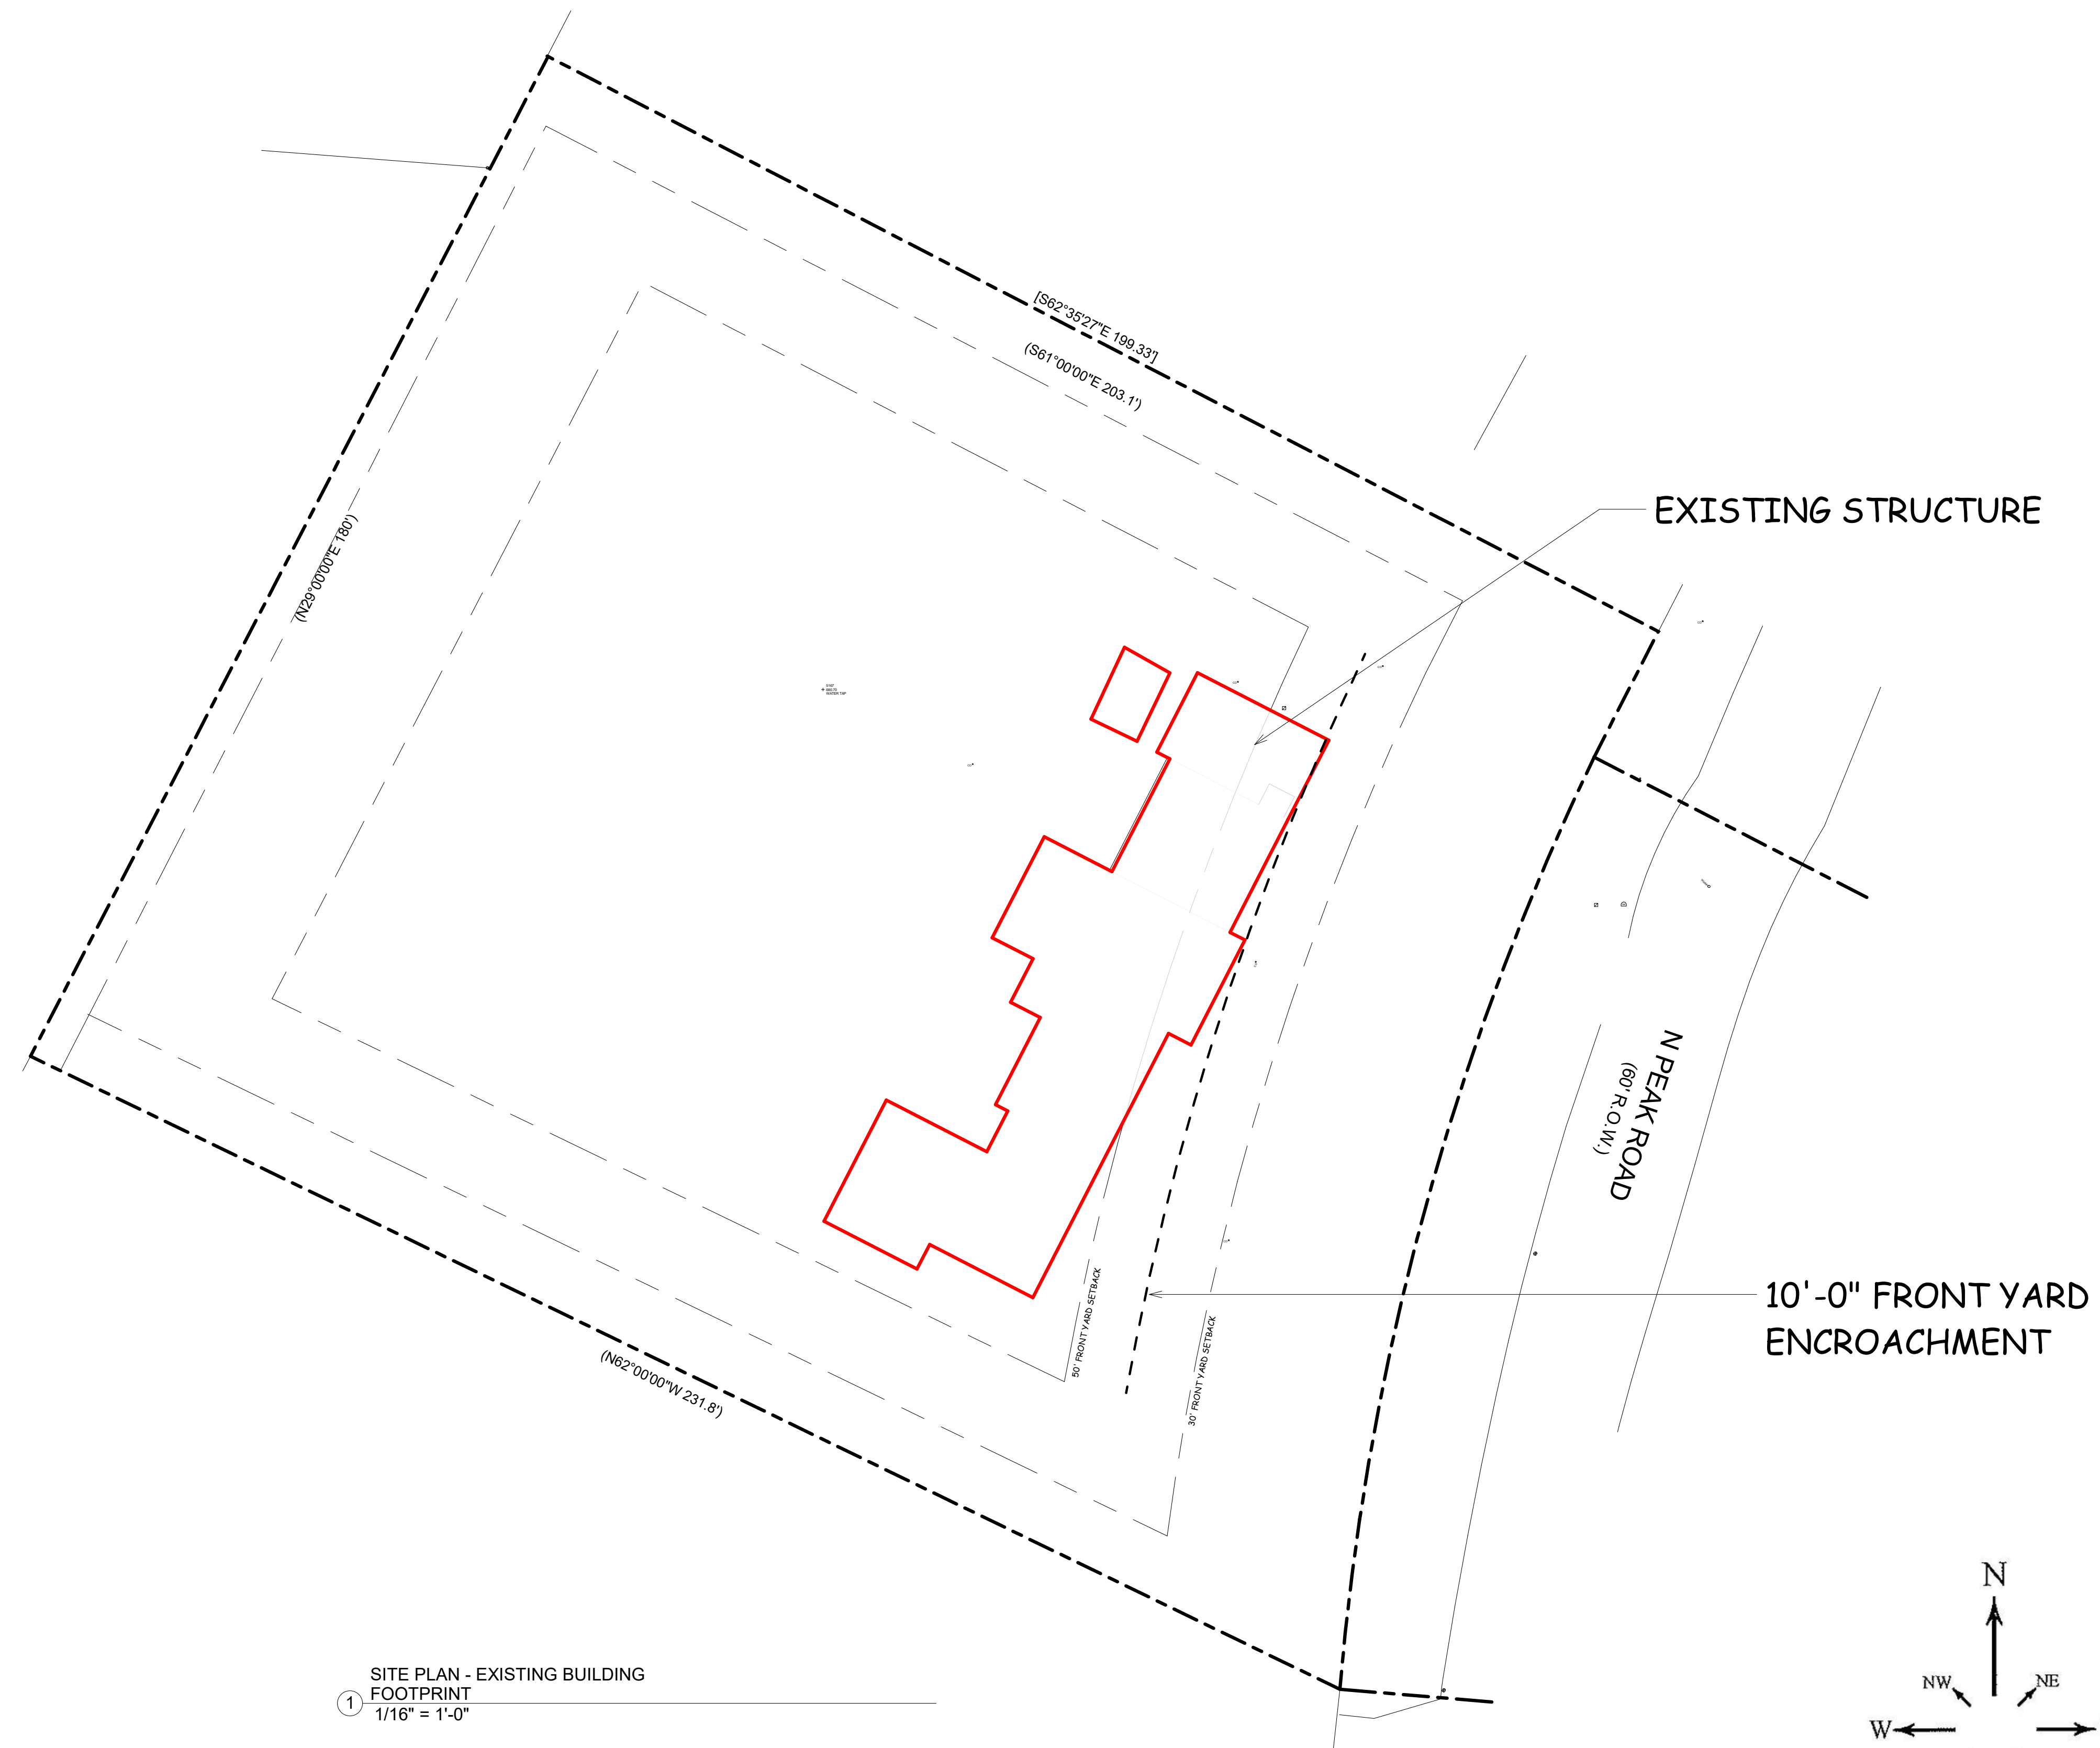 [S62°35'27"E 199.33']
(S61°00'00"E 203.1')
EXISTING STRUCTURE
(N29°00'00"E 180')
N PEAK ROAD
(60' R.O.W.)
50' FRONT YARD SETBACK
30' FRONT YARD SETBACK
10'-0" FRONT YARD
ENCROACHMENT
(N62°00'00"W 231.8')
SITE PLAN - EXISTING BUILDING
FOOTPRINT
1
1/16" = 1'-0"
N
NW
NE
W